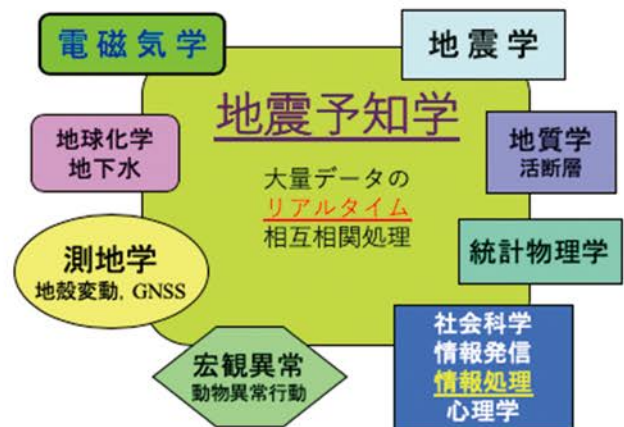 電磁気学
地震学
地震予知学
地球化学
地下水
大量データの
リアルタイム
相互相関処理
地質学
活断層
測地学
地殻変動, GNSS
統計物理学
宏観異常
動物異常行動
社会科学
情報発信
情報処理
心理学